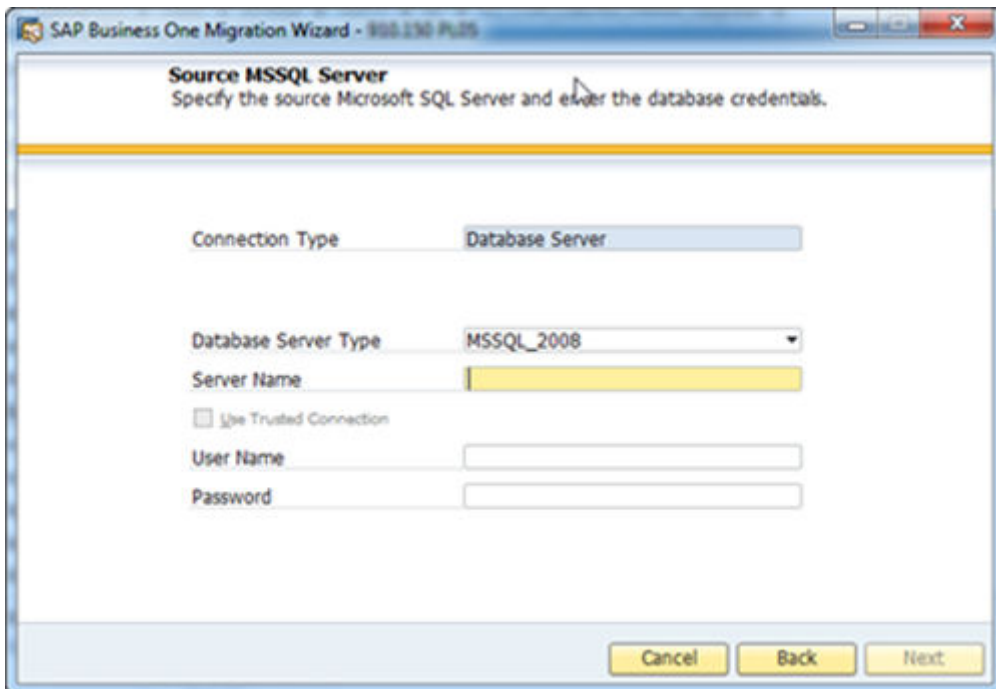 SAP Business One Migration Wizard -
Source MSSQL Server
Specify the source Microsoft SQL Server and enter the database credentials.
Connection Type Database Server
Database Server Type MSSQL_2008
Server Name
Use Trusted Connection
User Name
Password
Cancel Back Next